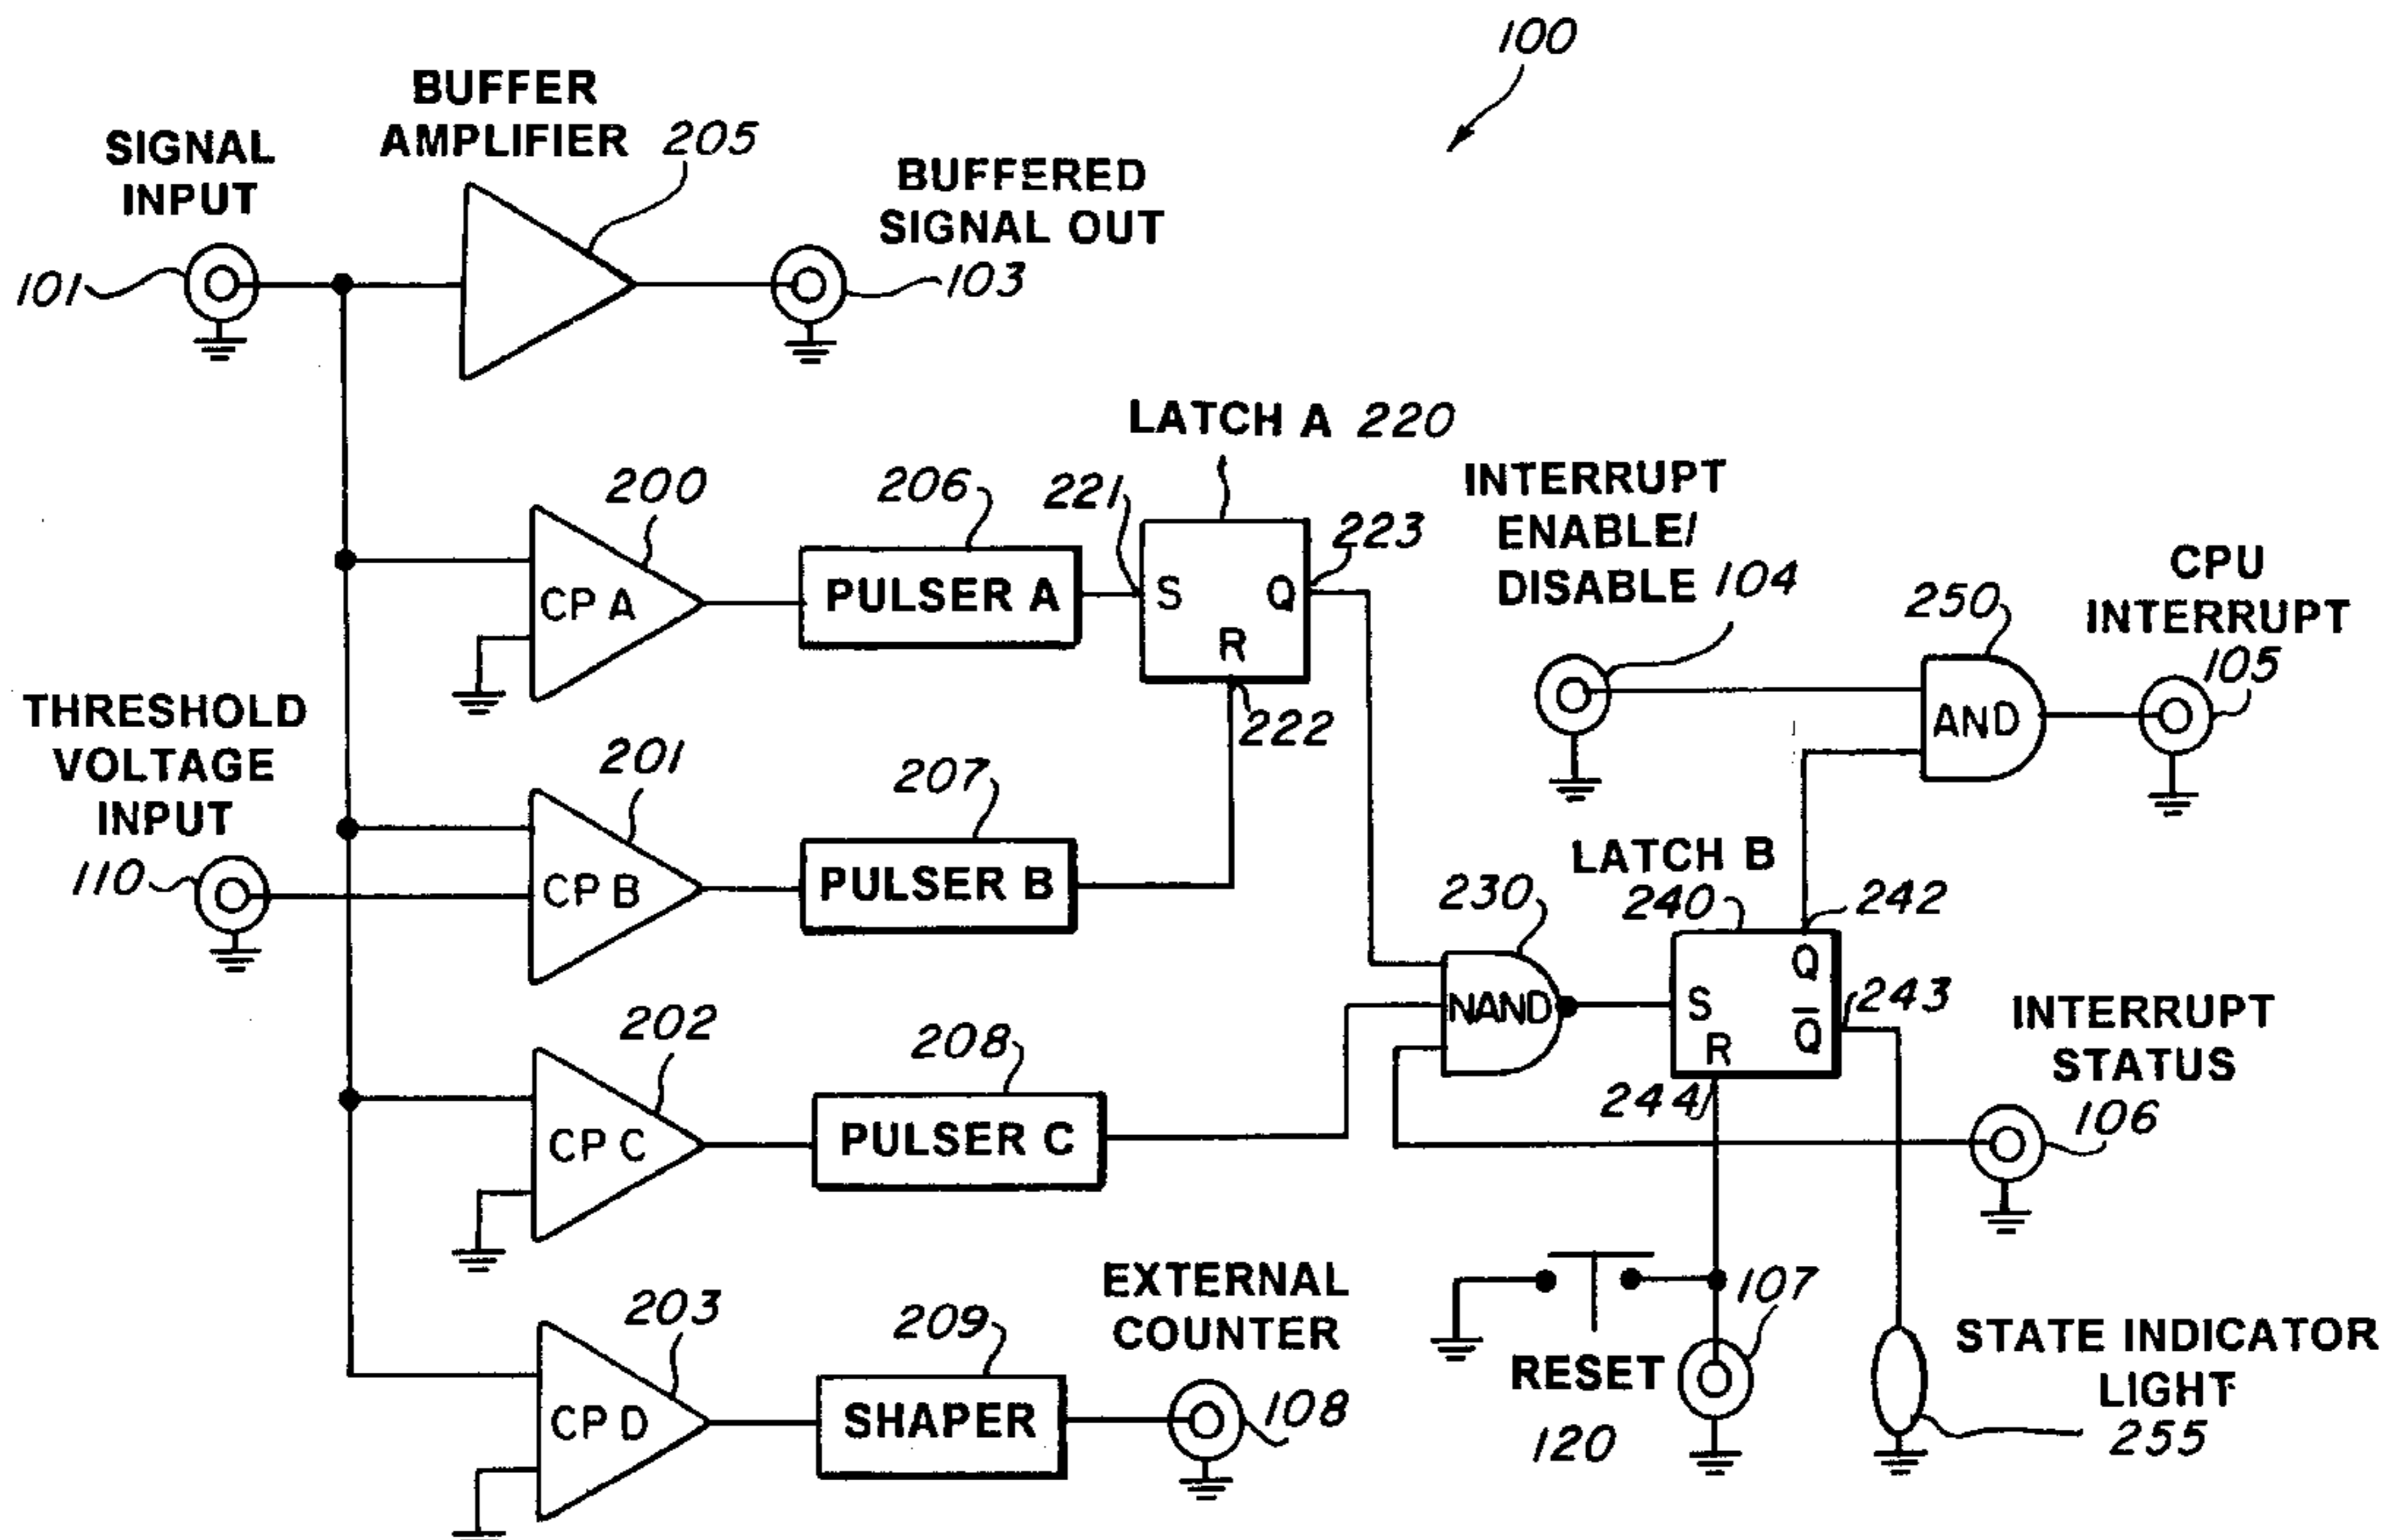 100
BUFFER
AMPLIFIER 205
SIGNAL
INPUT
101
BUFFERED
SIGNAL OUT
103
LATCH A 220
200
CP A
206
PULSER A
221
S
Q
R
223
222
INTERRUPT
ENABLE/
DISABLE 104
250
AND
CPU
INTERRUPT
105
THRESHOLD
VOLTAGE
INPUT
110
201
CP B
207
PULSER B
230
NAND
LATCH B
240
242
Q
S
Q̅
R
243
244
INTERRUPT
STATUS
106
202
CP C
208
PULSER C
203
CP D
209
SHAPER
EXTERNAL
COUNTER
108
RESET
120
107
STATE INDICATOR
LIGHT
255